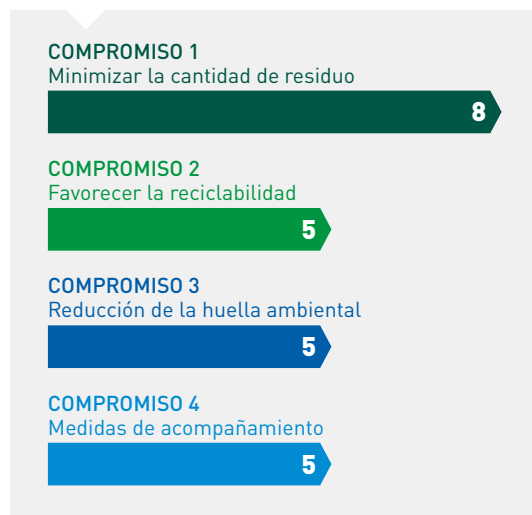 COMPROMISO 1
Minimizar la cantidad de residuo
8
COMPROMISO 2
Favorecer la reciclabilidad
5
COMPROMISO 3
Reducción de la huella ambiental
5
COMPROMISO 4
Medidas de acompañamiento
5